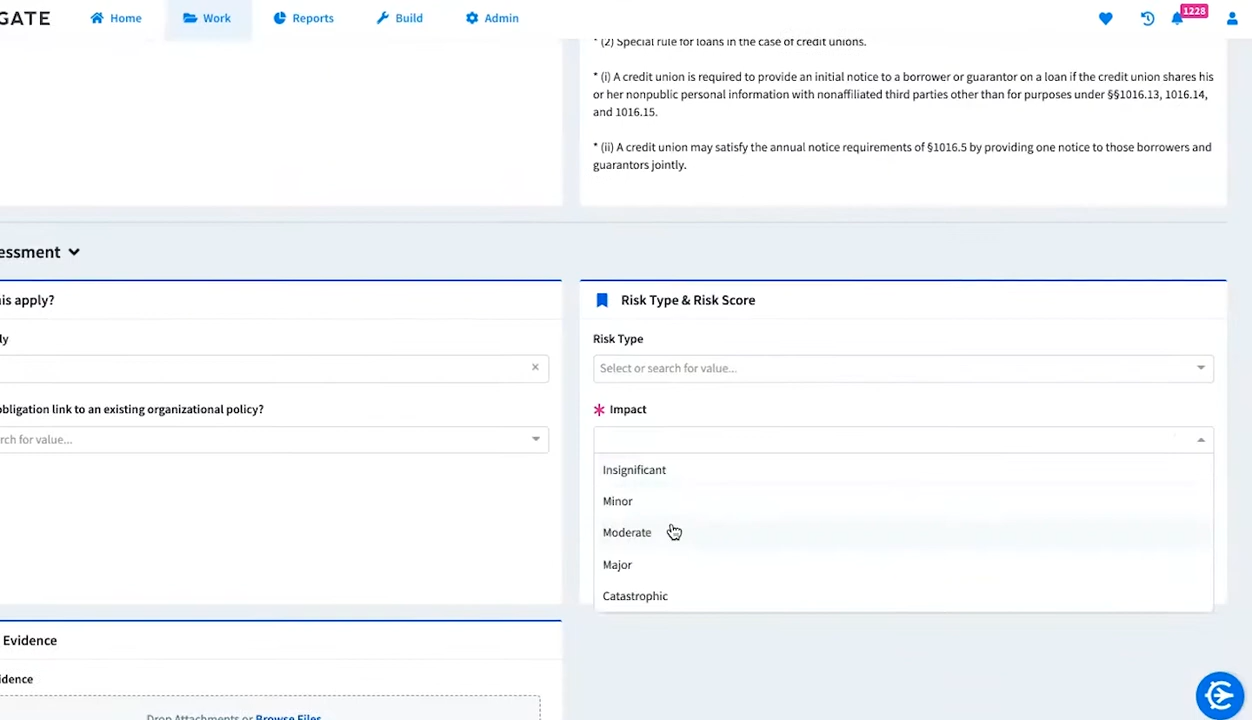 GATE
Home
Work
Reports
Build
Admin
1228
* (2) Special rule for loans in the case of credit unions.
* (i) A credit union is required to provide an initial notice to a borrower or guarantor on a loan if the credit union shares his
or her nonpublic personal information with nonaffiliated third parties other than for purposes under §§1016.13, 1016.14,
and 1016.15.
* (ii) A credit union may satisfy the annual notice requirements of §1016.5 by providing one notice to those borrowers and
guarantors jointly.
essment
is apply?
ly
obligation link to an existing organizational policy?
rch for value...
Risk Type & Risk Score
Risk Type
Select or search for value...
* Impact
Insignificant
Minor
Moderate
Major
Catastrophic
Evidence
idence
Drop Attachments or Browse Files